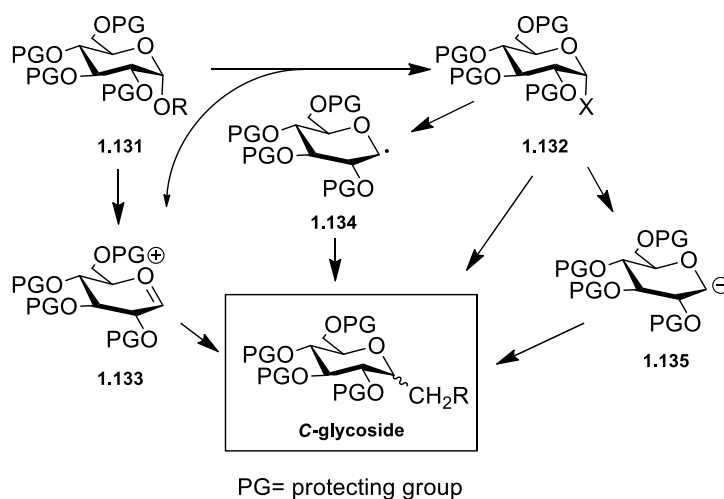 OPG
PGO
O
PGO
PGO
OR
1.131
OPG
PGO
O
PGO
PGO
X
1.132
OPG
PGO
O
PGO
.
PGO
1.134
OPG⊕
PGO
O
PGO
PGO
1.133
OPG
PGO
O
PGO
⊖
PGO
1.135
OPG
PGO
O
PGO
PGO
CH2R
C-glycoside
PG= protecting group